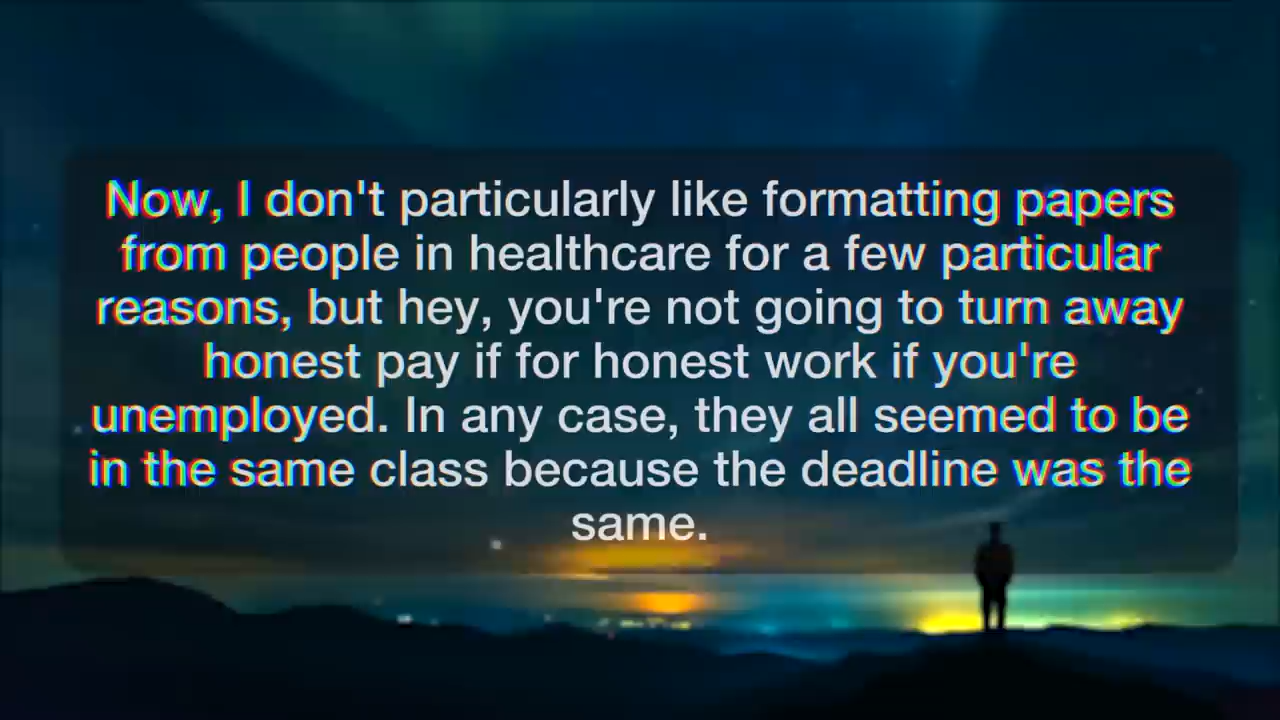 Now, I don't particularly like formatting papers
from people in healthcare for a few particular
reasons, but hey, you're not going to turn away
honest pay if for honest work if you're
unemployed. In any case, they all seemed to be
in the same class because the deadline was the
same.